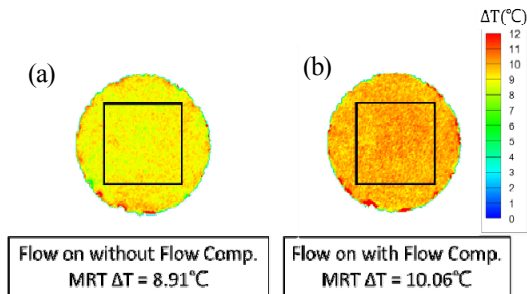 ΔT(℃)
(a)
(b)
12
11
10
9
8
7
6
5
4
3
2
1
0
Flow on without Flow Comp.
MRT ΔT = 8.91℃
Flow on with Flow Comp.
MRT ΔT = 10.06℃